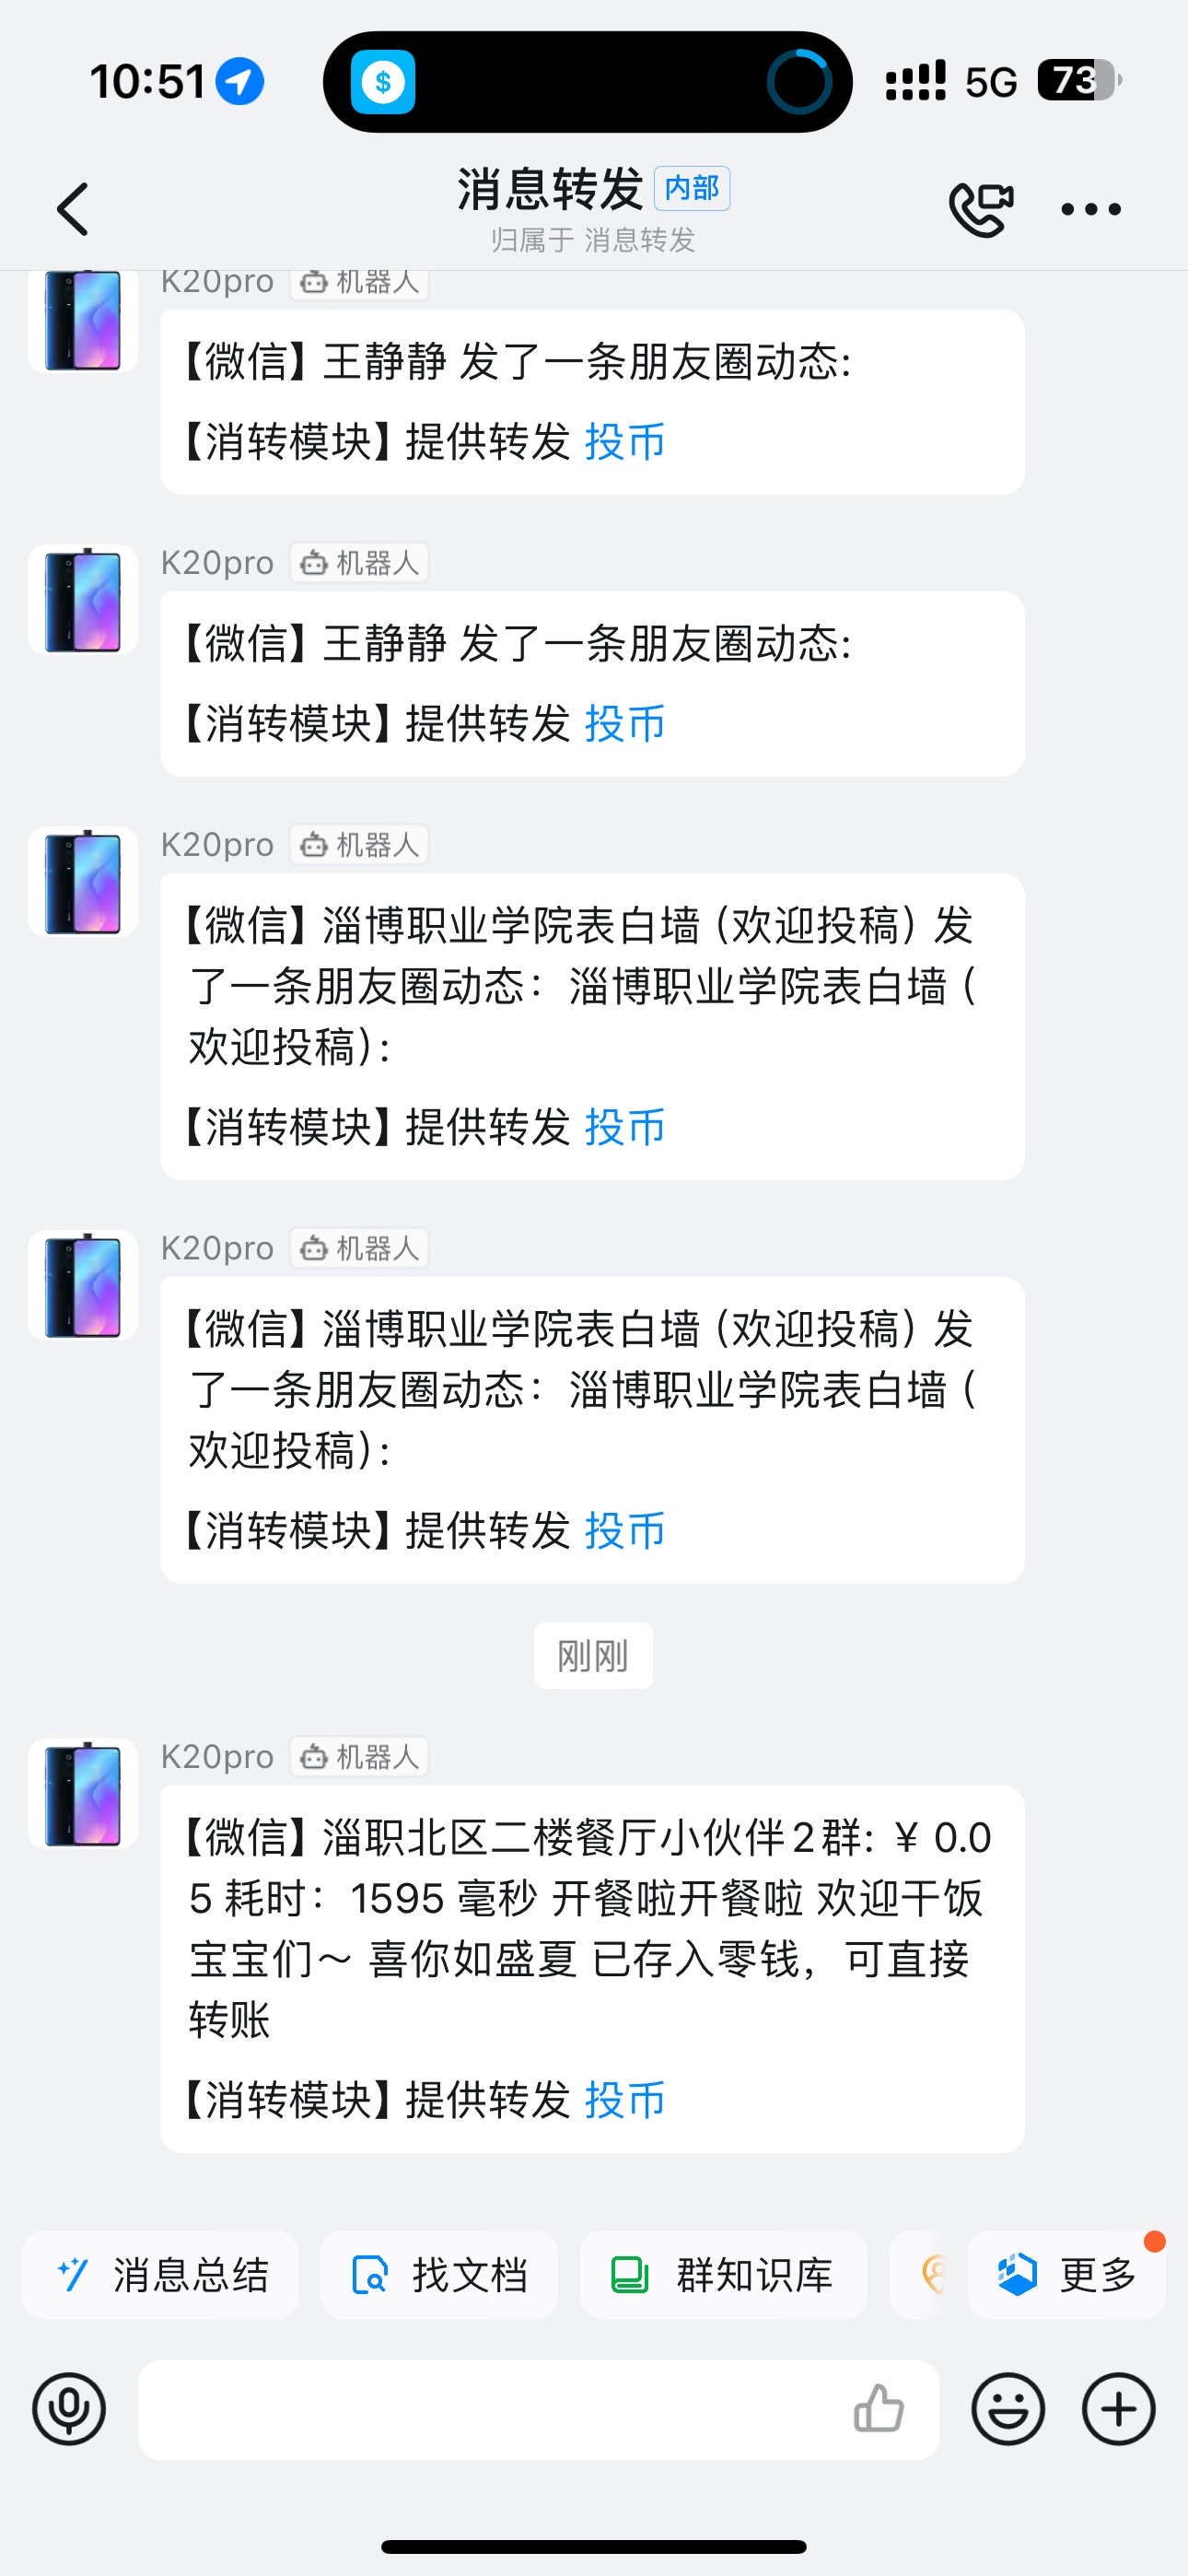 10:51
5G
73
消息转发 内部
归属于 消息转发
K20pro 机器人
【微信】王静静 发了一条朋友圈动态:
【消转模块】提供转发 投币
K20pro 机器人
【微信】王静静 发了一条朋友圈动态:
【消转模块】提供转发 投币
K20pro 机器人
【微信】淄博职业学院表白墙（欢迎投稿）发
了一条朋友圈动态：淄博职业学院表白墙（
欢迎投稿）：
【消转模块】提供转发 投币
K20pro 机器人
【微信】淄博职业学院表白墙（欢迎投稿）发
了一条朋友圈动态：淄博职业学院表白墙（
欢迎投稿）：
【消转模块】提供转发 投币
刚刚
K20pro 机器人
【微信】淄职北区二楼餐厅小伙伴2群: ¥ 0.0
5 耗时：1595 毫秒 开餐啦开餐啦 欢迎干饭
宝宝们～ 喜你如盛夏 已存入零钱，可直接
转账
【消转模块】提供转发 投币
消息总结 找文档 群知识库 更多